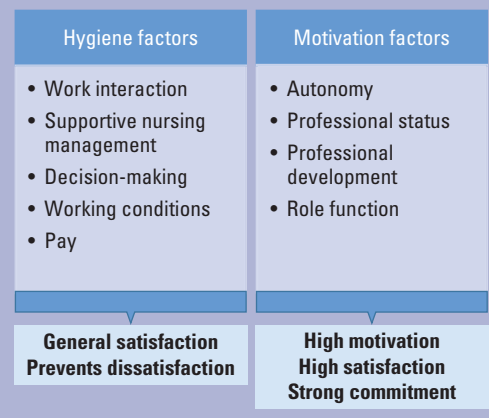 Hygiene factors
• Work interaction
• Supportive nursing
management
• Decision-making
• Working conditions
• Pay
General satisfaction
Prevents dissatisfaction
Motivation factors
• Autonomy
• Professional status
• Professional
development
• Role function
High motivation
High satisfaction
Strong commitment